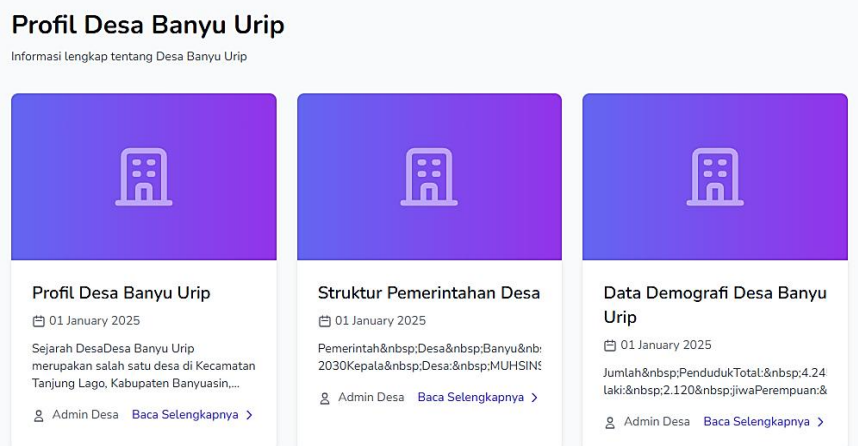 Profil Desa Banyu Urip
Informasi lengkap tentang Desa Banyu Urip
Profil Desa Banyu Urip
01 January 2025
Sejarah DesaDesa Banyu Urip
merupakan salah satu desa di Kecamatan
Tanjung Lago, Kabupaten Banyuasin,...
Admin Desa Baca Selengkapnya
Struktur Pemerintahan Desa
01 January 2025
Pemerintah&nbsp;Desa&nbsp;Banyu&nb
2030Kepala&nbsp;Desa:&nbsp;MUHSIN
Admin Desa Baca Selengkapnya
Data Demografi Desa Banyu
Urip
01 January 2025
Jumlah&nbsp;PendudukTotal:&nbsp;4.24
laki:&nbsp;2.120&nbsp;jiwaPerempuan:&
Admin Desa Baca Selengkapnya